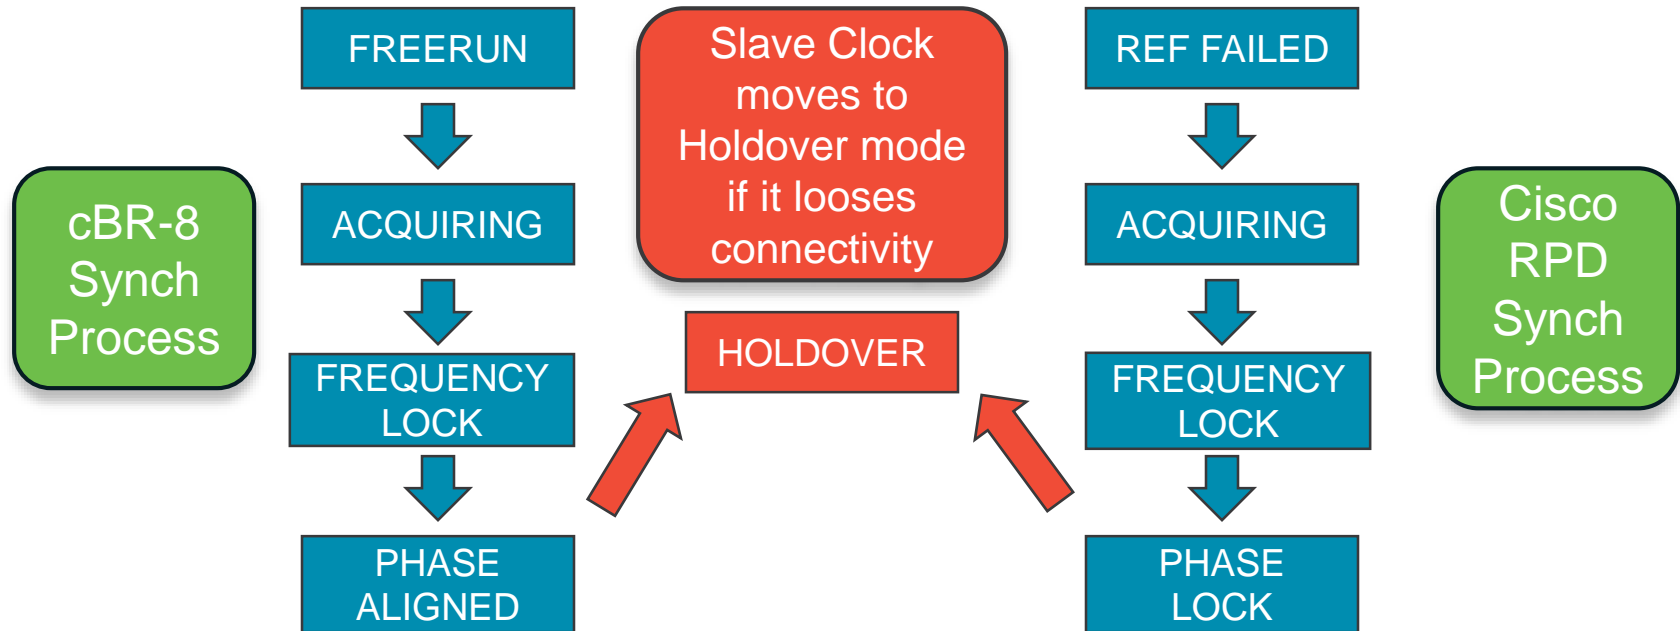 cBR-8
Synch
Process
FREERUN
ACQUIRING
FREQUENCY
LOCK
PHASE
ALIGNED
Slave Clock
moves to
Holdover mode
if it looses
connectivity
HOLDOVER
REF FAILED
ACQUIRING
FREQUENCY
LOCK
PHASE
LOCK
Cisco
RPD
Synch
Process